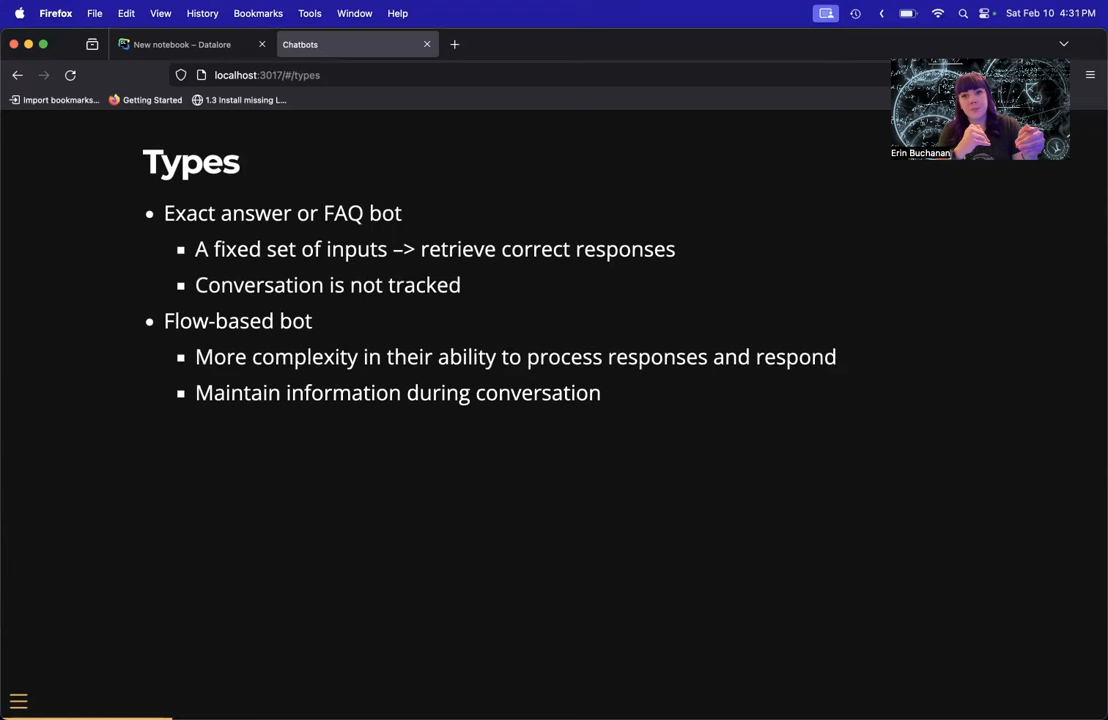 Firefox File Edit View History Bookmarks Tools Window Help Sat Feb 10 4:31 PM
New notebook – Datalore
Chatbots
localhost:3017/#/types
Import bookmarks... Getting Started 1.3 Install missing L...
Erin Buchanan
Types
Exact answer or FAQ bot
A fixed set of inputs –> retrieve correct responses
Conversation is not tracked
Flow-based bot
More complexity in their ability to process responses and respond
Maintain information during conversation